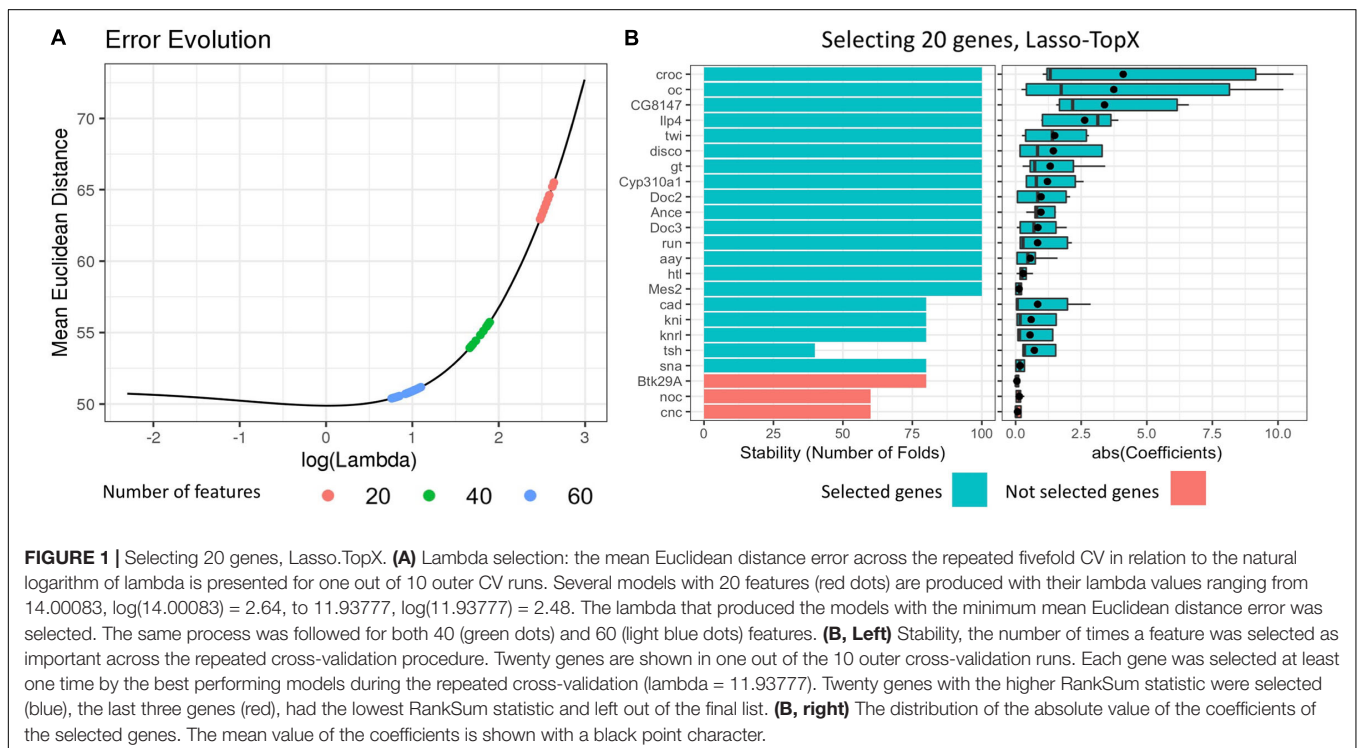 A Error Evolution
Mean Euclidean Distance
70
65
60
55
50
-2 -1 0 1 2 3
log(Lambda)
Number of features 20 40 60
B Selecting 20 genes, Lasso-TopX
croc
oc
CG8147
Ilp4
twi
disco
gt
Cyp310a1
Doc2
Ance
Doc3
run
aay
htl
Mes2
cad
kni
knrl
tsh
sna
Btk29A
noc
cnc
0 25 50 75 100 0.0 2.5 5.0 7.5 10.0
Stability (Number of Folds) abs(Coefficients)
Selected genes Not selected genes
FIGURE 1 | Selecting 20 genes, Lasso.TopX. (A) Lambda selection: the mean Euclidean distance error across the repeated fivefold CV in relation to the natural
logarithm of lambda is presented for one out of 10 outer CV runs. Several models with 20 features (red dots) are produced with their lambda values ranging from
14.00083, log(14.00083) = 2.64, to 11.93777, log(11.93777) = 2.48. The lambda that produced the models with the minimum mean Euclidean distance error was
selected. The same process was followed for both 40 (green dots) and 60 (light blue dots) features. (B, Left) Stability, the number of times a feature was selected as
important across the repeated cross-validation procedure. Twenty genes are shown in one out of the 10 outer cross-validation runs. Each gene was selected at least
one time by the best performing models during the repeated cross-validation (lambda = 11.93777). Twenty genes with the higher RankSum statistic were selected
(blue), the last three genes (red), had the lowest RankSum statistic and left out of the final list. (B, right) The distribution of the absolute value of the coefficients of
the selected genes. The mean value of the coefficients is shown with a black point character.